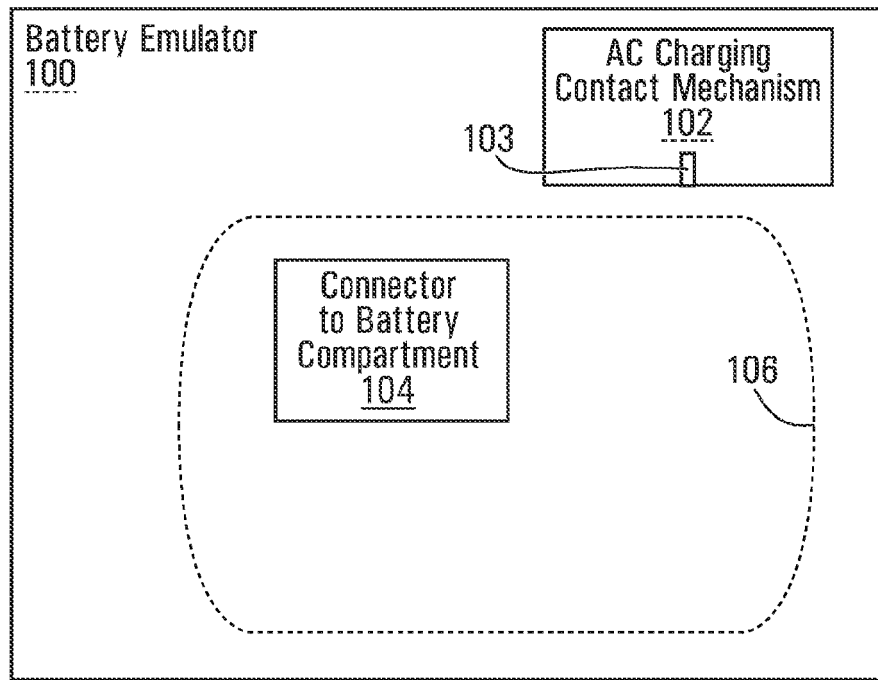 Battery Emulator
100
AC Charging
Contact Mechanism
102
103
Connector
to Battery
Compartment
104
106